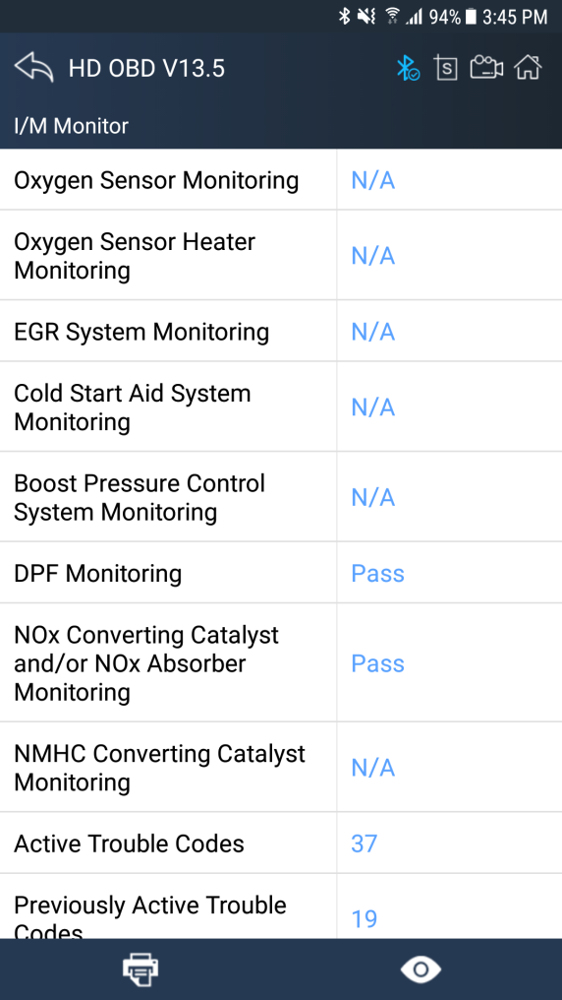 94% 3:45 PM
HD OBD V13.5
S
I/M Monitor
Oxygen Sensor Monitoring N/A
Oxygen Sensor Heater
Monitoring
N/A
EGR System Monitoring N/A
Cold Start Aid System
Monitoring
N/A
Boost Pressure Control
System Monitoring
N/A
DPF Monitoring Pass
NOx Converting Catalyst
and/or NOx Absorber
Monitoring
Pass
NMHC Converting Catalyst
Monitoring
N/A
Active Trouble Codes 37
Previously Active Trouble
Codes
19